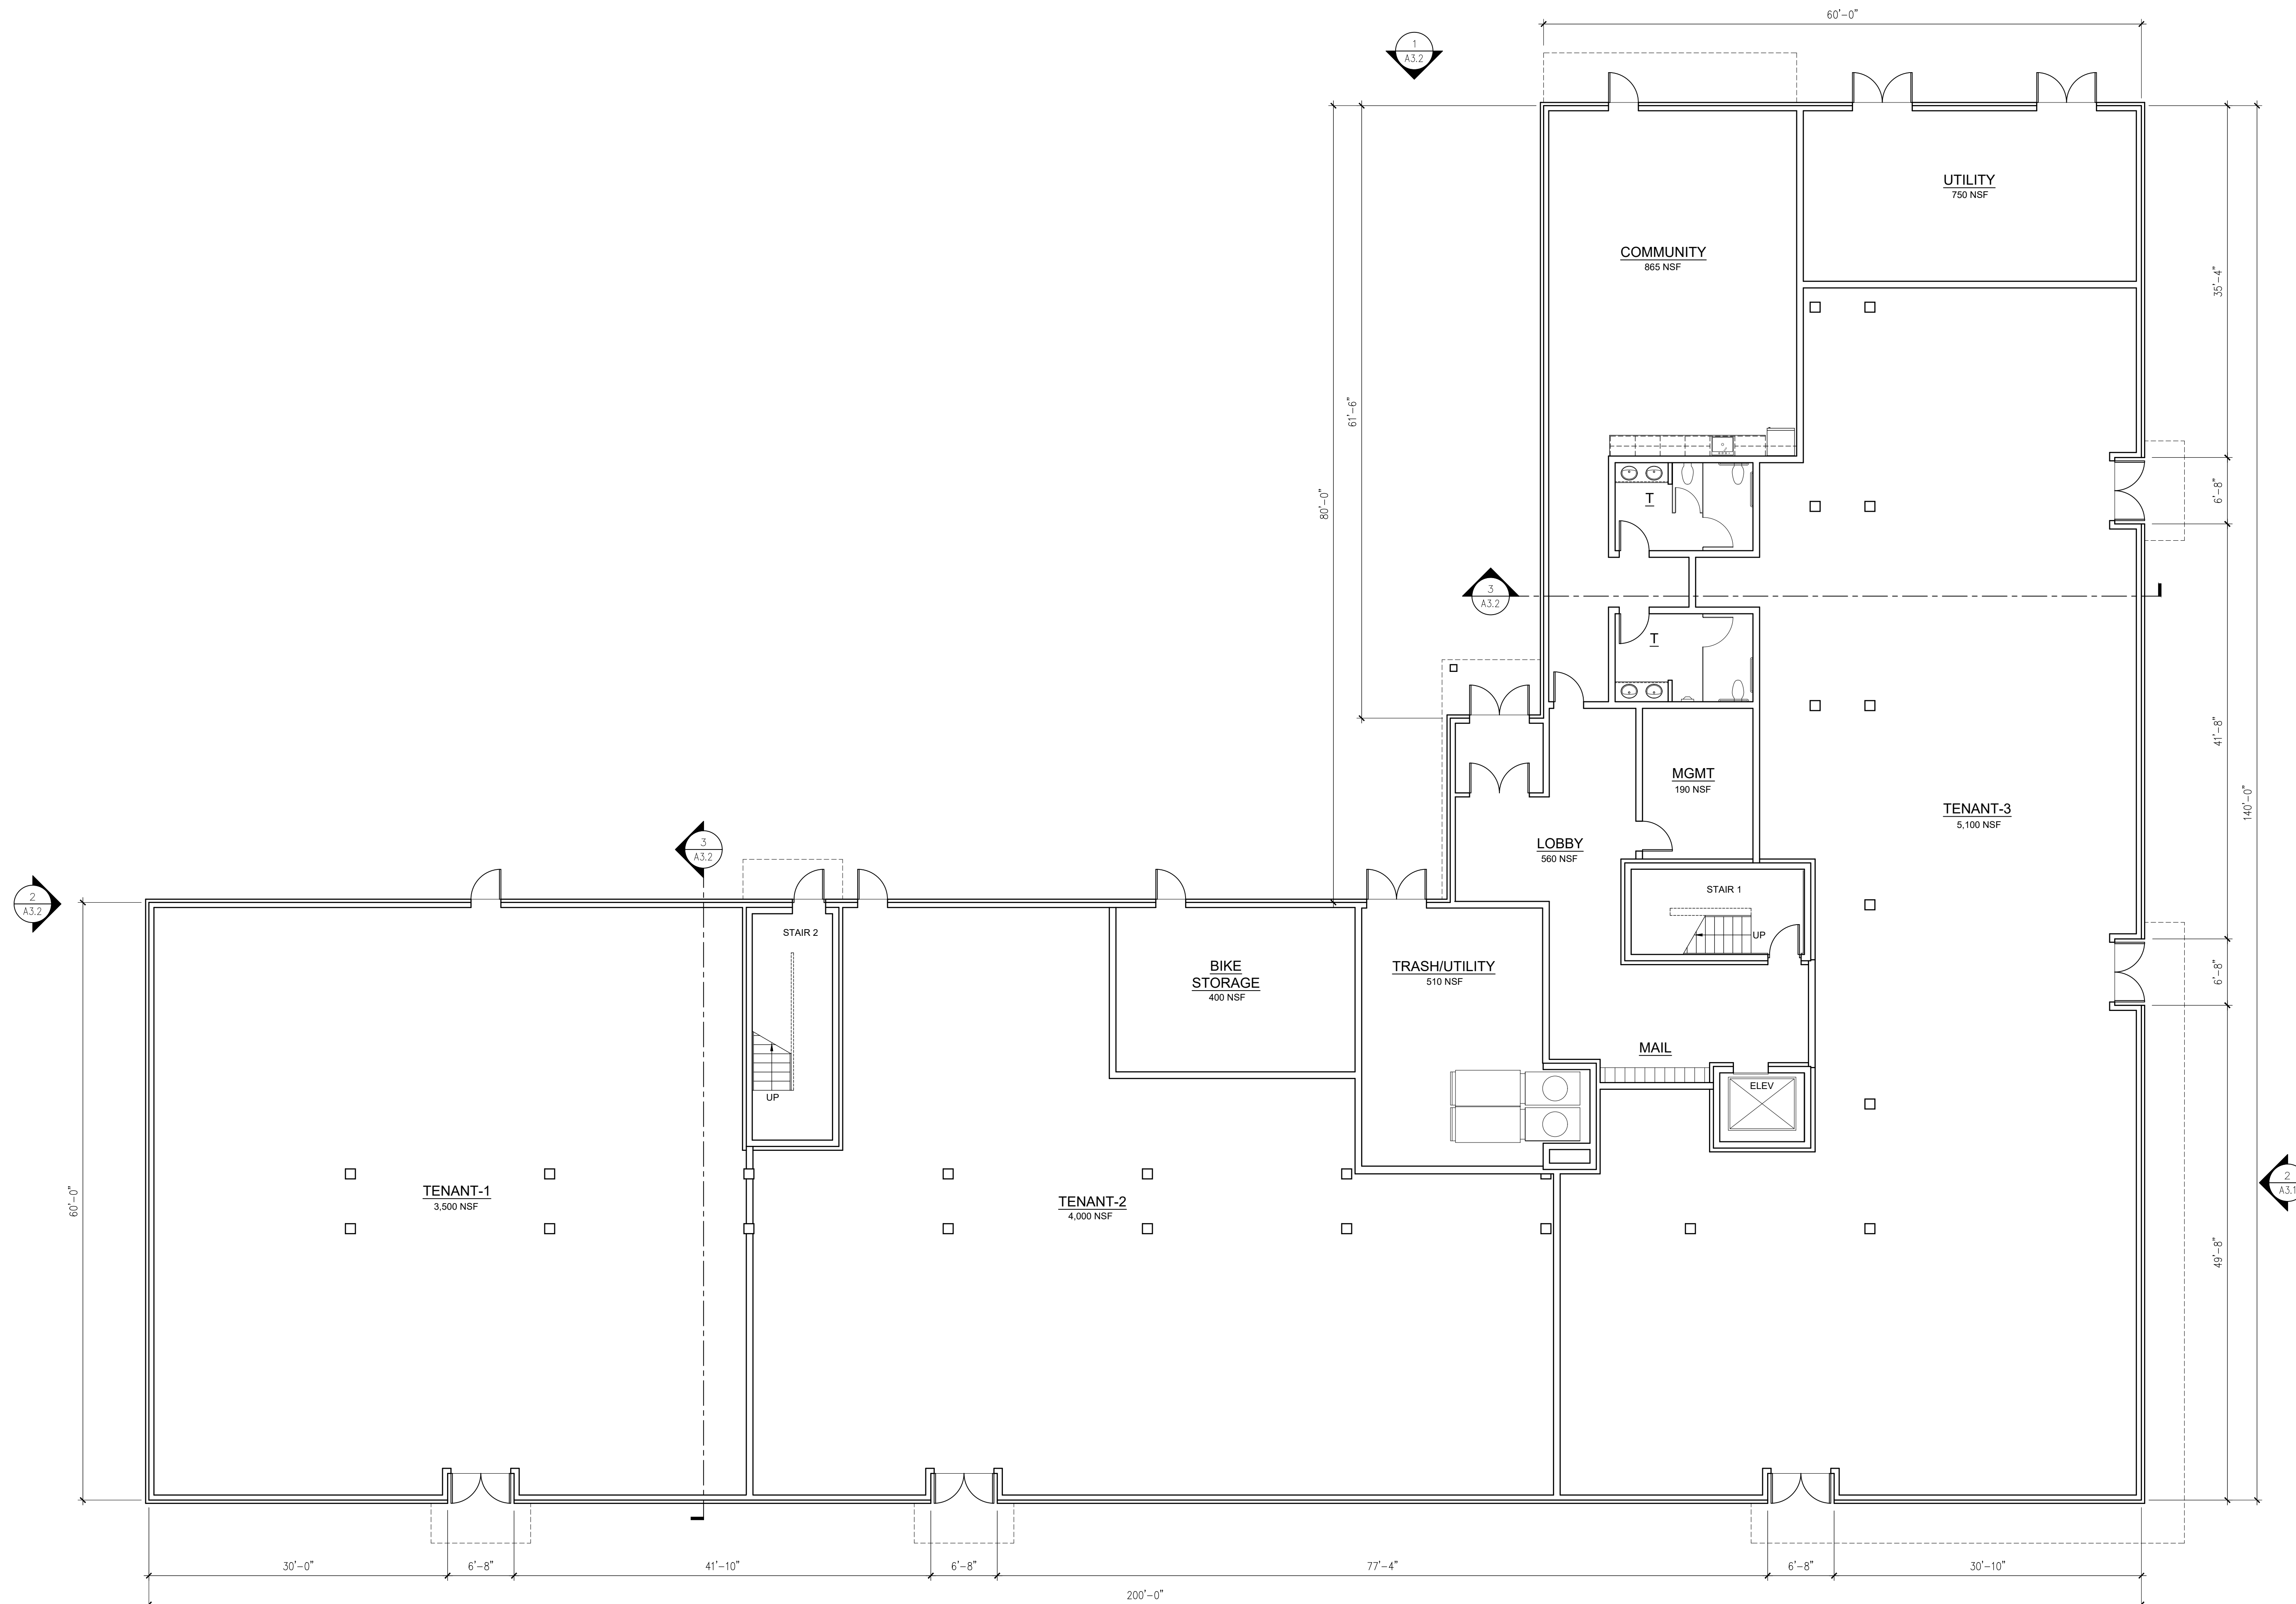 60'-0"
1
A3.2
UTILITY
750 NSF
COMMUNITY
865 NSF
35'-4"
61'-6"
80'-0"
T
6'-8"
3
A3.2
T
41'-8"
MGMT
190 NSF
140'-0"
TENANT-3
5,100 NSF
LOBBY
560 NSF
3
A3.2
2
A3.2
STAIR 1
UP
STAIR 2
BIKE
STORAGE
400 NSF
TRASH/UTILITY
510 NSF
6'-8"
MAIL
ELEV
UP
60'-0"
TENANT-1
3,500 NSF
TENANT-2
4,000 NSF
2
A3.1
49'-8"
30'-0"
6'-8"
41'-10"
6'-8"
77'-4"
6'-8"
30'-10"
200'-0"